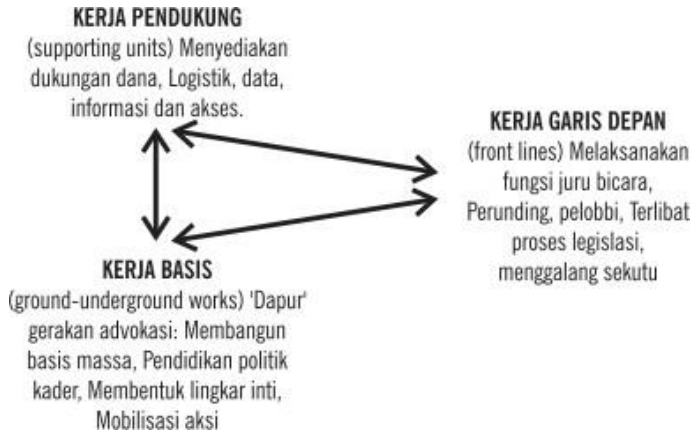 KERJA PENDUKUNG
(supporting units) Menyediakan
dukungan dana, Logistik, data,
informasi dan akses.
KERJA GARIS DEPAN
(front lines) Melaksanakan
fungsi juru bicara,
Perunding, pelobbi, Terlibat
proses legislasi,
menggalang sekutu
KERJA BASIS
(ground-underground works) 'Dapur'
gerakan advokasi: Membangun
basis massa, Pendidikan politik
kader, Membentuk lingkar inti,
Mobilisasi aksi